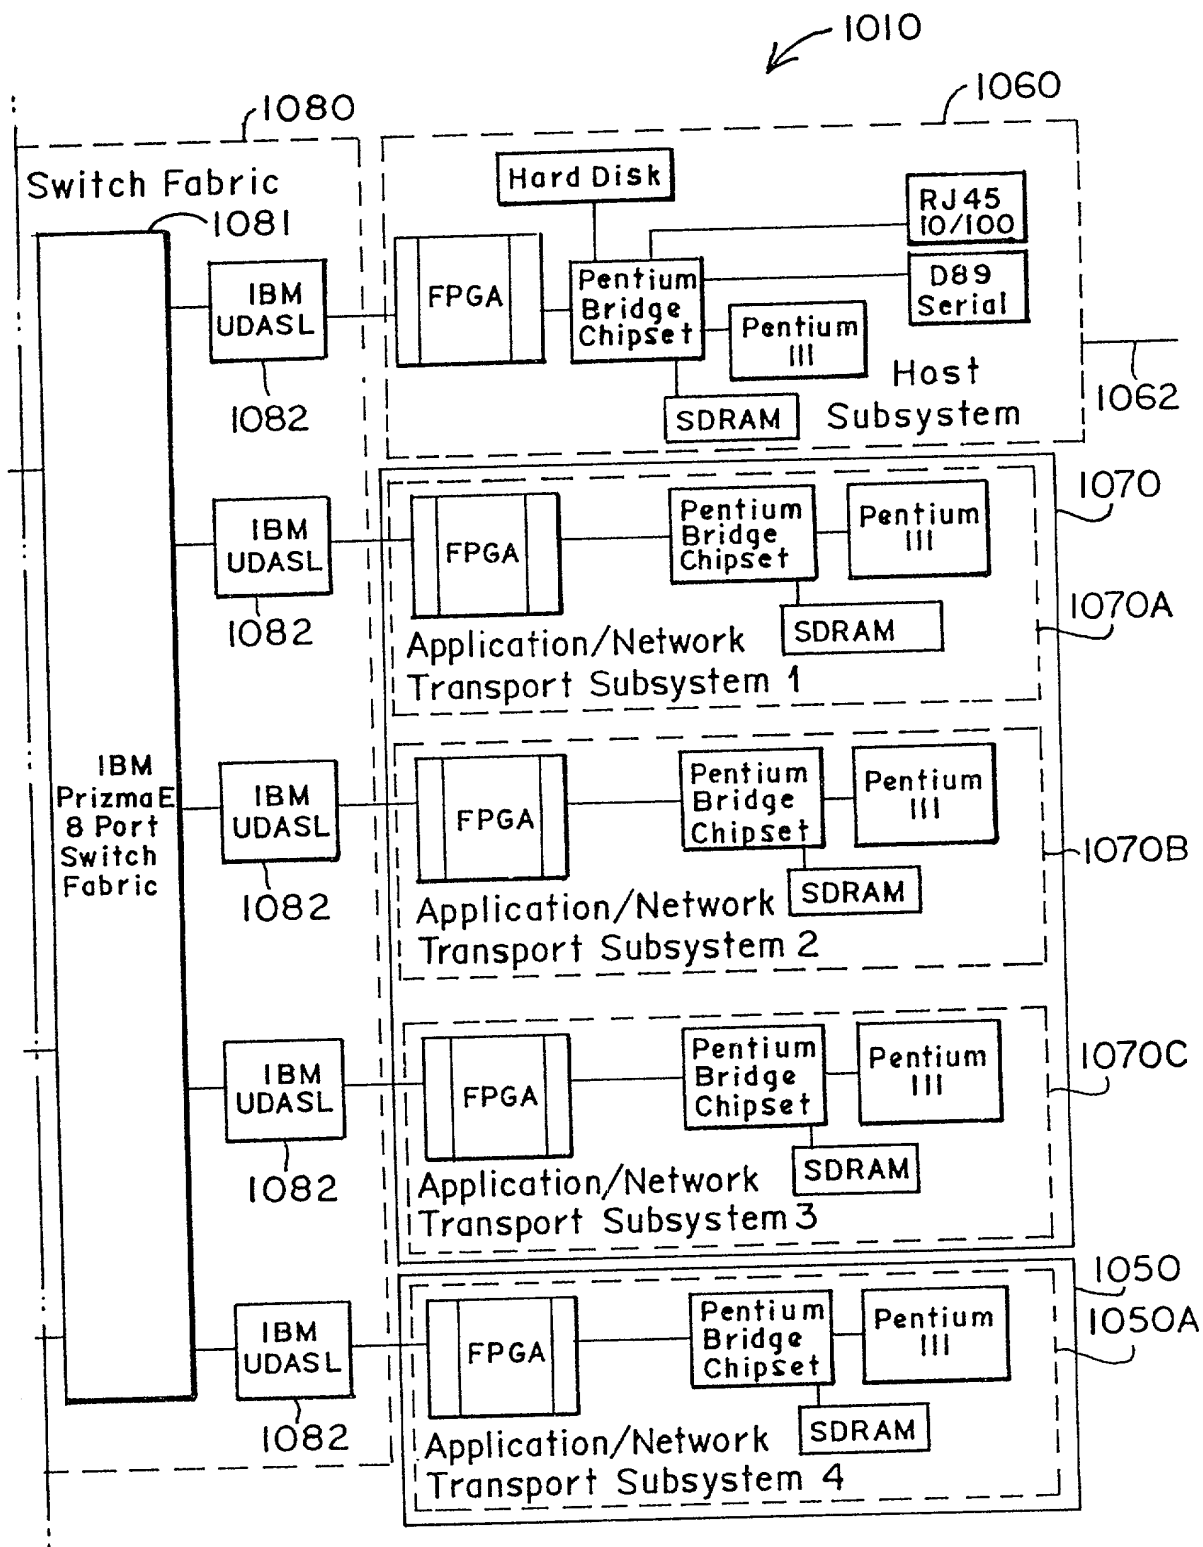 1010
1060
1080
Switch Fabric
1081
Hard Disk
RJ45
10/100
D89
Serial
IBM
UDASL
FPGA
Pentium
Bridge
Chipset
Pentium
III
SDRAM
Host
Subsystem
1062
1082
1070
IBM
UDASL
FPGA
Pentium
Bridge
Chipset
Pentium
III
SDRAM
1070A
1082
Application/Network
Transport Subsystem 1
IBM
PrizmaE
8 Port
Switch
Fabric
IBM
UDASL
FPGA
Pentium
Bridge
Chipset
Pentium
III
SDRAM
1070B
1082
Application/Network
Transport Subsystem 2
IBM
UDASL
FPGA
Pentium
Bridge
Chipset
Pentium
III
SDRAM
1070C
1082
Application/Network
Transport Subsystem 3
1050
1050A
IBM
UDASL
FPGA
Pentium
Bridge
Chipset
Pentium
III
SDRAM
1082
Application/Network
Transport Subsystem 4